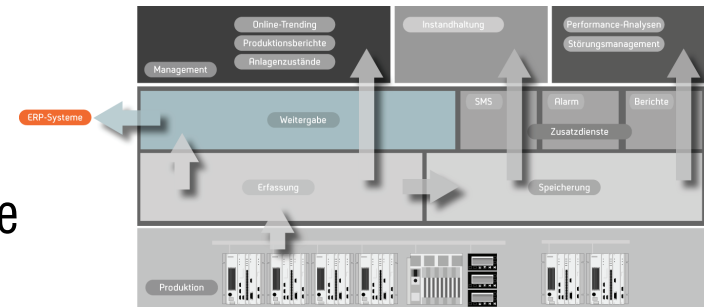 Online-Trending
Produktionsberichte
Anlagenzustände
Management
Instandhaltung
Performance-Analysen
Störungsmanagement
ERP-Systeme
Weitergabe
SMS
Alarm
Berichte
Zusatzdienste
Erfassung
Speicherung
e
Produktion